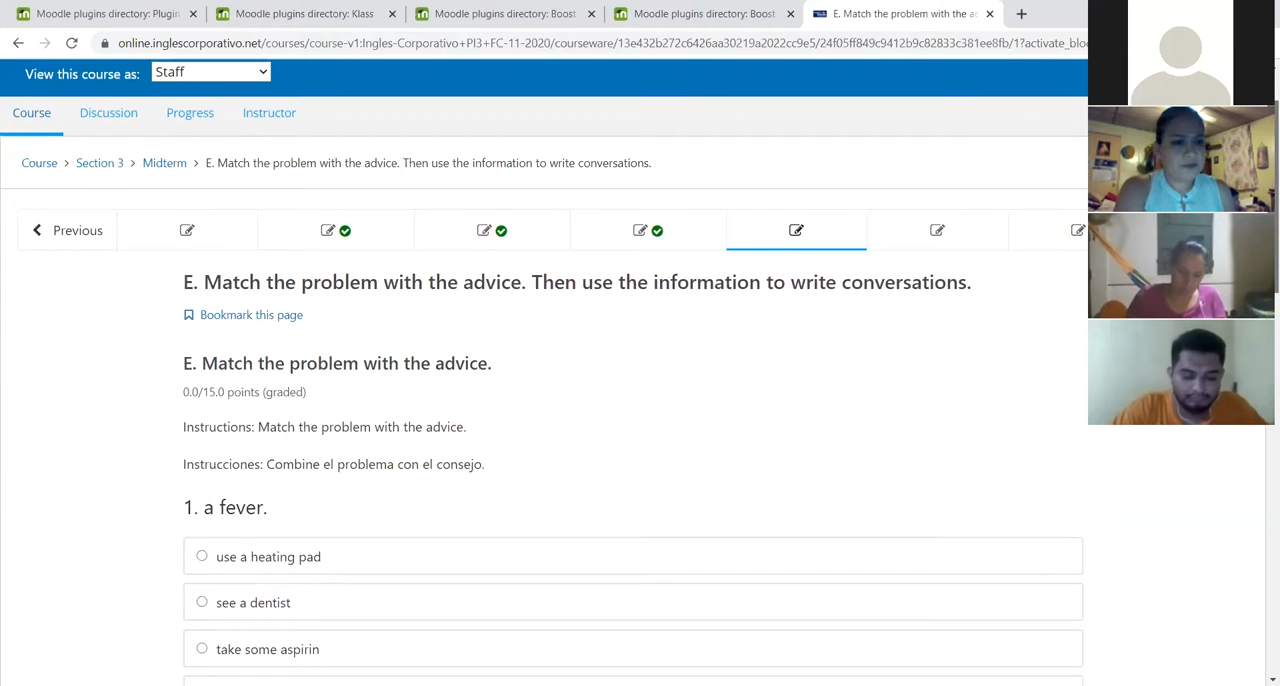 Moodle plugins directory: Plugin
Moodle plugins directory: Klass
Moodle plugins directory: Boost
Moodle plugins directory: Boost
E. Match the problem with the ac
online.inglescorporativo.net/courses/course-v1:Ingles-Corporativo+PI3+FC-11-2020/courseware/13e432b272c6426aa30219a2022cc9e5/24f05ff849c9412b9c82833c381ee8fb/1?activate_bloc
View this course as: Staff
Course Discussion Progress Instructor
Course > Section 3 > Midterm > E. Match the problem with the advice. Then use the information to write conversations.
Previous
E. Match the problem with the advice. Then use the information to write conversations.
Bookmark this page
E. Match the problem with the advice.
0.0/15.0 points (graded)
Instructions: Match the problem with the advice.
Instrucciones: Combine el problema con el consejo.
1. a fever.
use a heating pad
see a dentist
take some aspirin